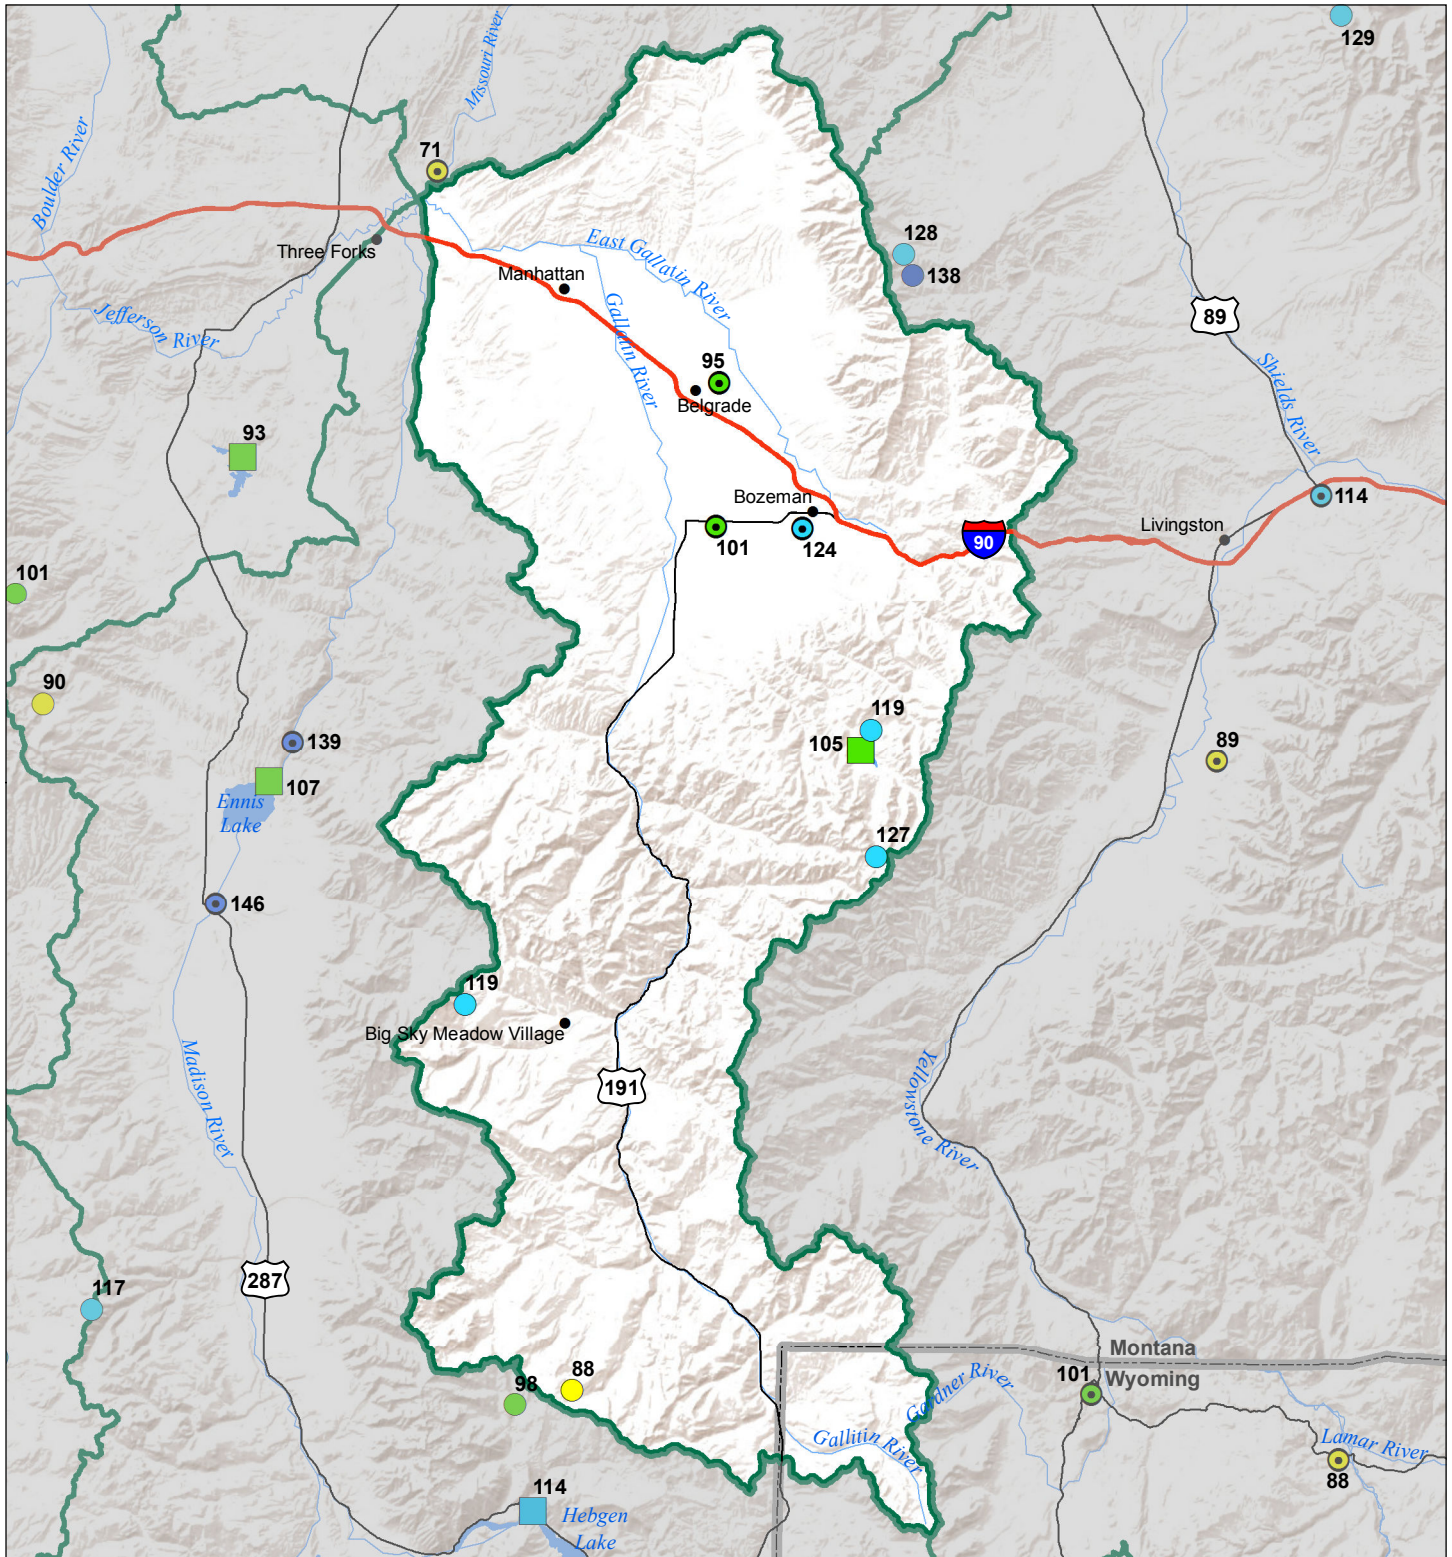 129
Missouri River
Boulder River
71
128
138
East Gallatin River
Three Forks
Manhattan
Gallatin River
Jefferson River
89
Shields River
95
Belgrade
93
Bozeman
114
Livingston
101
124
90
101
90
119
105
139
89
107
Ennis
Lake
127
146
119
Big Sky Meadow Village
Madison River
Yellowstone River
191
287
117
Montana
Wyoming
88
98
101
Gardner River
Gallitin River
Lamar River
88
114
Hebgen
Lake